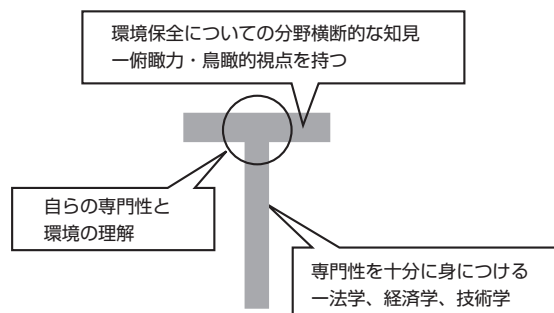 環境保全についての分野横断的な知見
ー俯瞰力・鳥瞰的視点を持つ
自らの専門性と
環境の理解
専門性を十分に身につける
ー法学、経済学、技術学